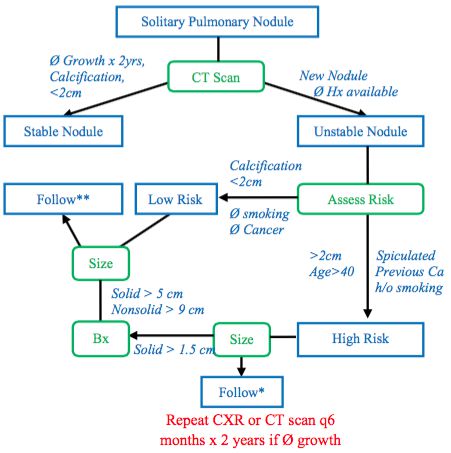 Solitary Pulmonary Nodule
Ø Growth x 2yrs,
Calcification,
<2cm
CT Scan
New Nodule
Ø Hx available
Stable Nodule
Unstable Nodule
Calcification
<2cm
Follow**
Low Risk
Assess Risk
Ø smoking
Ø Cancer
Size
>2cm
Age>40
Spiculated
Previous Ca
h/o smoking
Solid > 5 cm
Nonsolid > 9 cm
Bx
Solid > 1.5 cm
Size
High Risk
Follow*
Repeat CXR or CT scan q6
months x 2 years if Ø growth